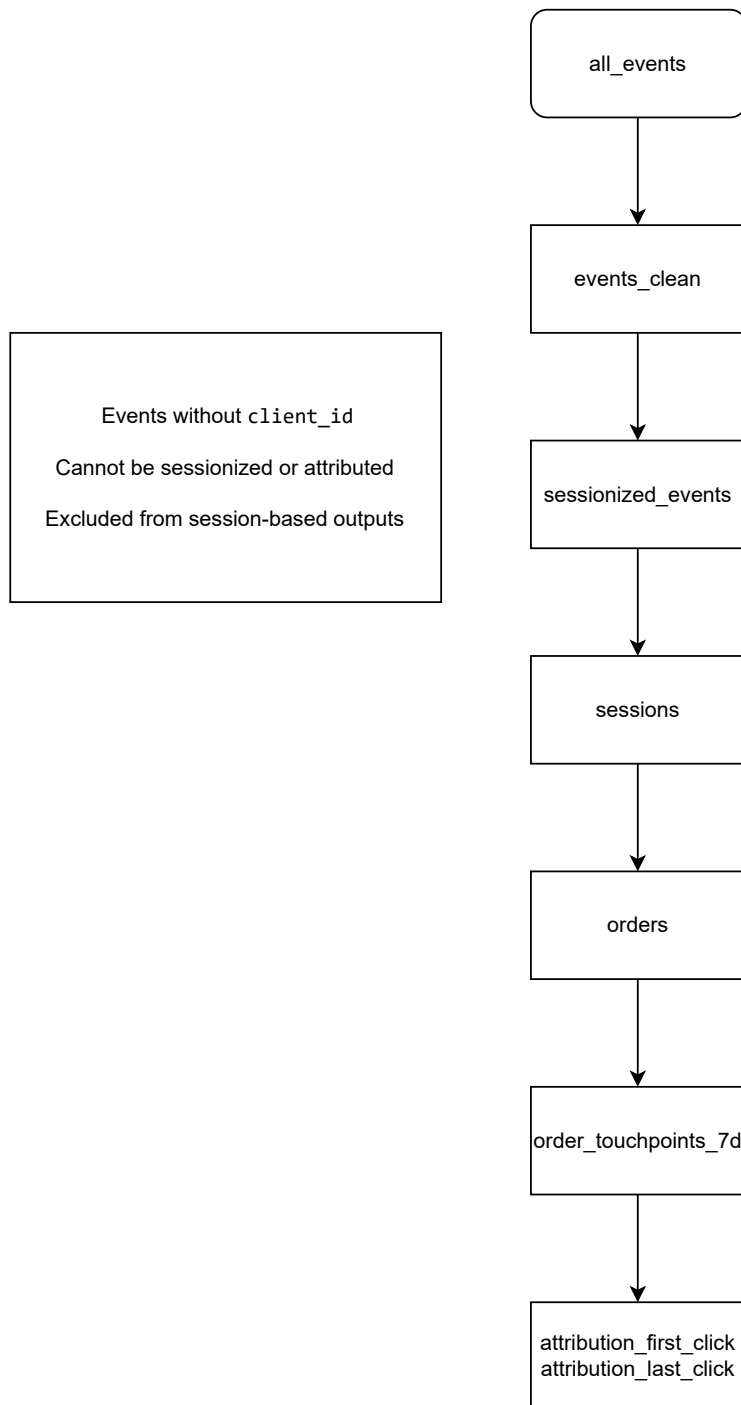 all_events
events_clean
Events without client_id
Cannot be sessionized or attributed
Excluded from session-based outputs
sessionized_events
sessions
orders
order_touchpoints_7d
attribution_first_click
attribution_last_click